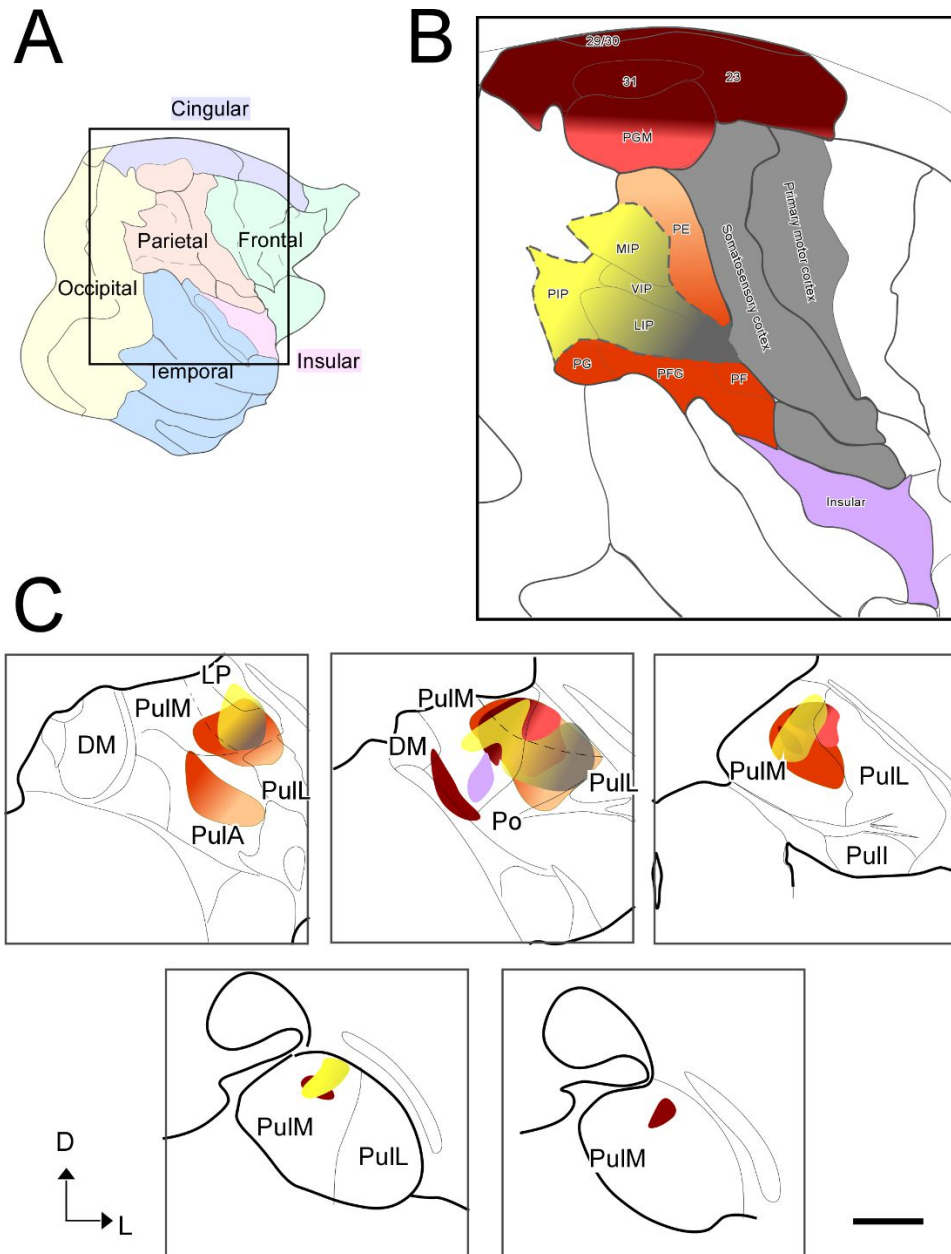 A
Cingular
Parietal
Frontal
Occipital
Insular
Temporal
B
29/30
31
23
PGM
PE
MIP
VIP
PIP
LIP
PG
PFG
PF
Somatosensory cortex
Primary motor cortex
Insular
C
LP
PulM
DM
PulL
PulA
PulM
DM
PulL
Po
PulM
PulL
PulI
PulM
PulL
PulM
D
L